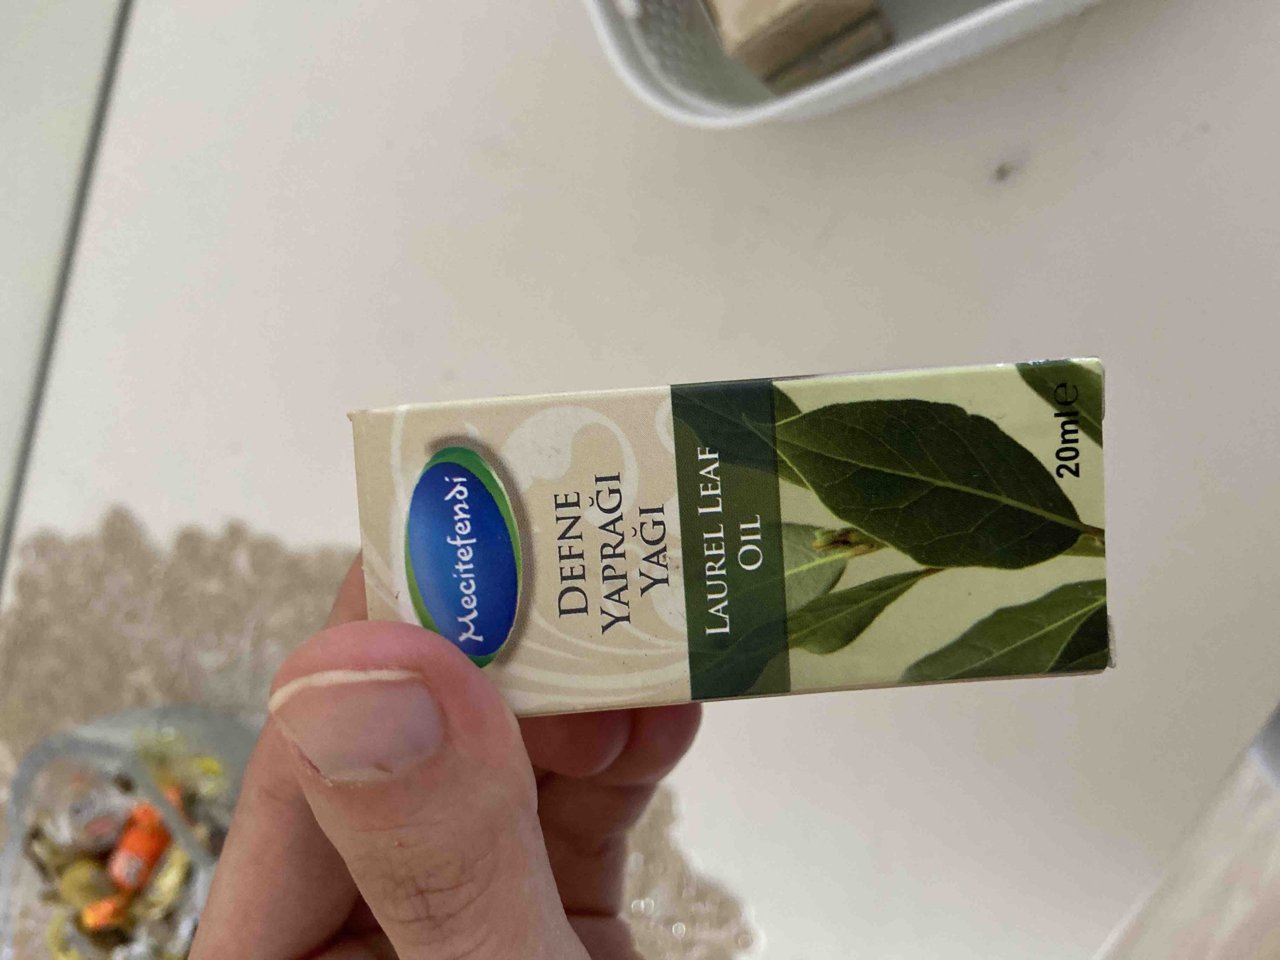 Mecitefendi
DEFNE
YAPRAĞI
YAĞI
LAUREL LEAF
OIL
20ml℮